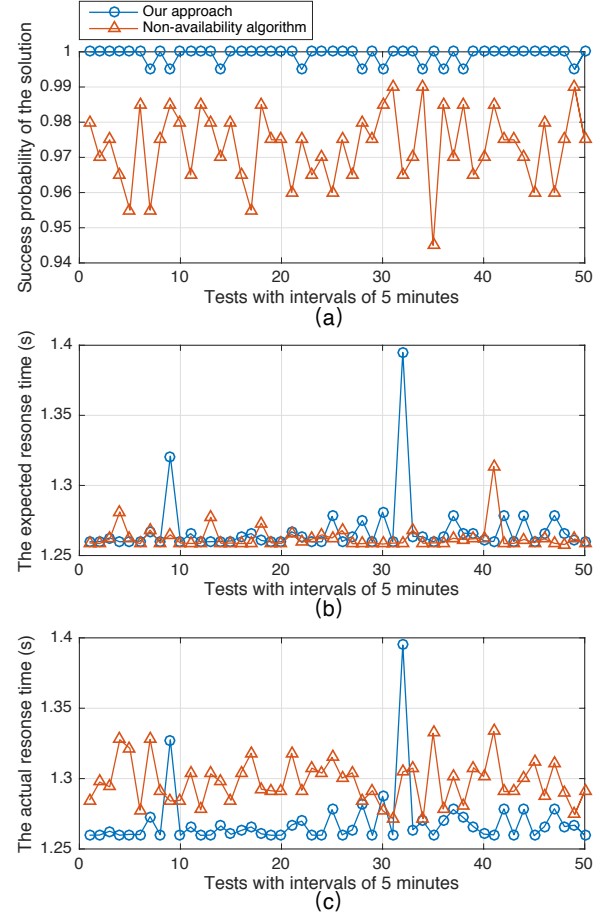 Our approach
Non-availability algorithm
Success probability of the solution
1
0.99
0.98
0.97
0.96
0.95
0.94
0 10 20 30 40 50
Tests with intervals of 5 minutes
(a)
The expected resonse time (s)
1.4
1.35
1.3
1.25
0 10 20 30 40 50
Tests with intervals of 5 minutes
(b)
The actual resonse time (s)
1.4
1.35
1.3
1.25
0 10 20 30 40 50
Tests with intervals of 5 minutes
(c)